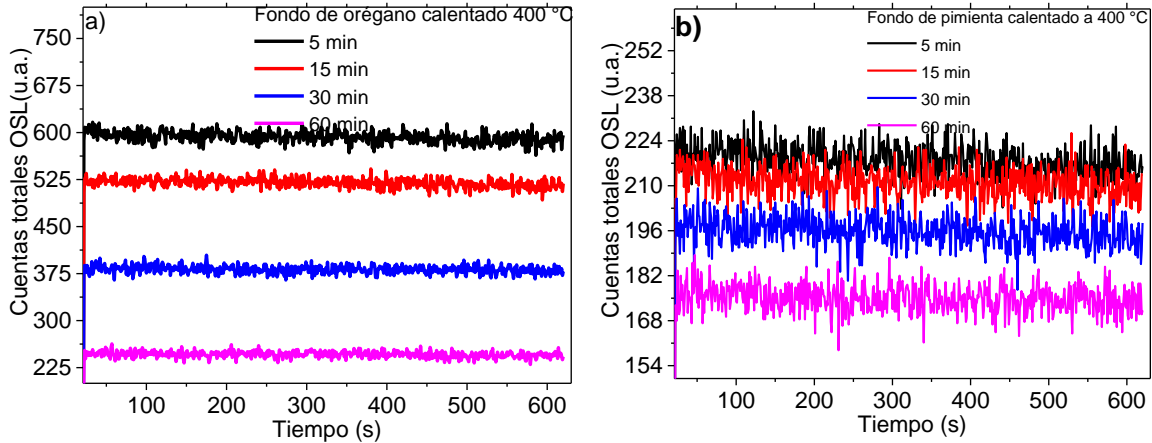 a)
Fondo de orégano calentado 400 °C
5 min
15 min
30 min
60 min
750
675
600
525
450
375
300
225
Cuentas totales OSL(u.a.)
100 200 300 400 500 600
Tiempo (s)
b)
Fondo de pimienta calentado a 400 °C
5 min
15 min
30 min
60 min
252
238
224
210
196
182
168
154
Cuentas totales OSL (u.a.)
100 200 300 400 500 600
Tiempo (s)